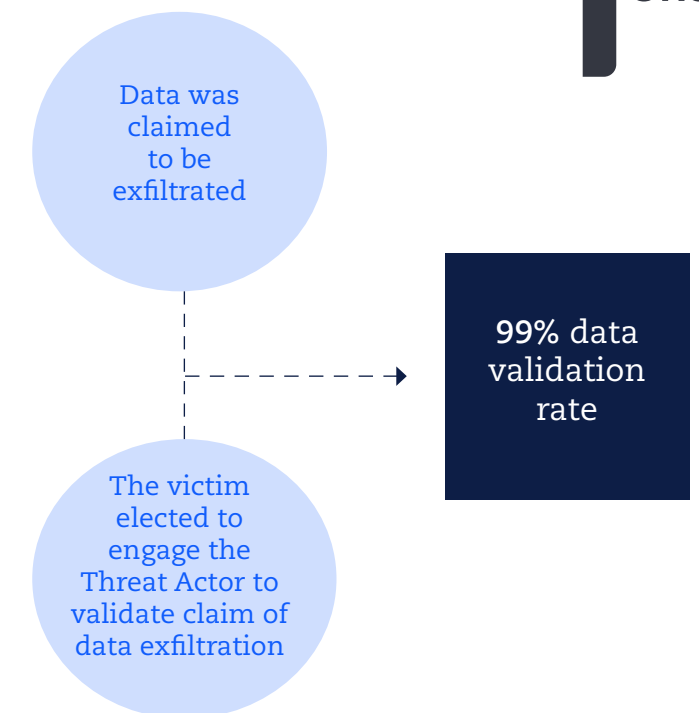 Data was
claimed
to be
exfiltrated
99% data
validation
rate
The victim
elected to
engage the
Threat Actor to
validate claim of
data exfiltration